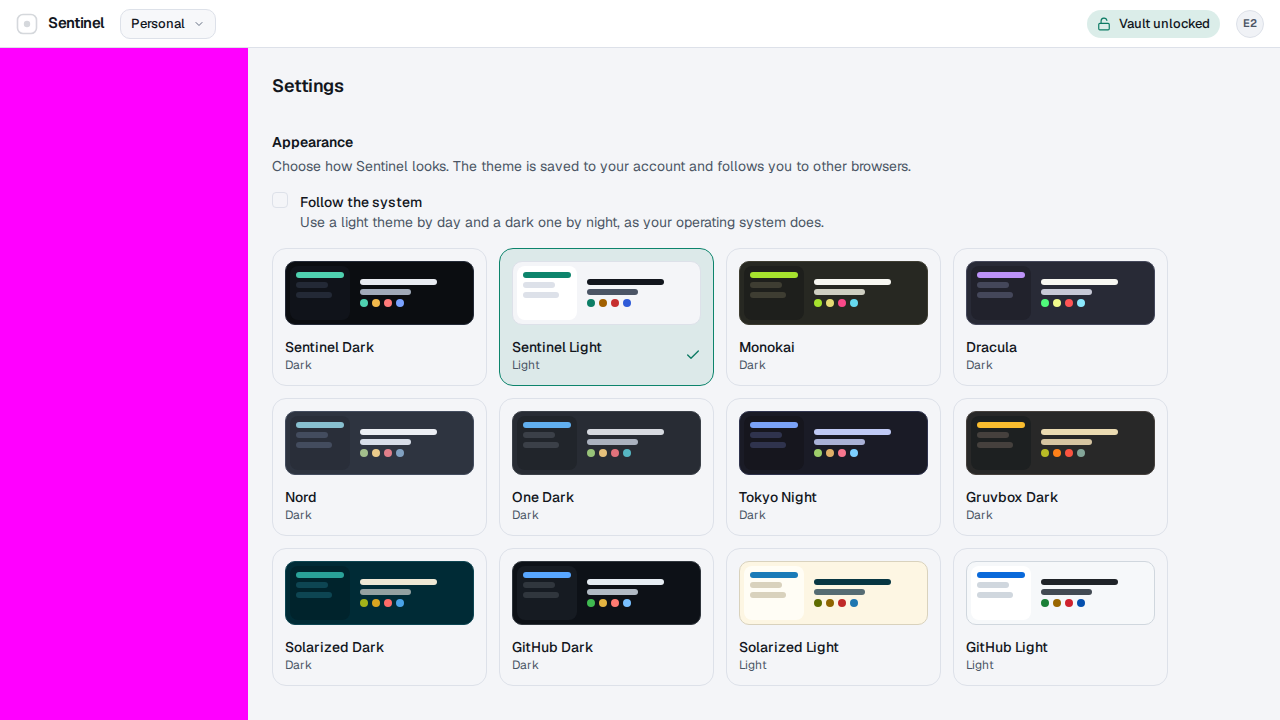 Sentinel
Personal
Vault unlocked
E2
Settings
Appearance
Choose how Sentinel looks. The theme is saved to your account and follows you to other browsers.
Follow the system
Use a light theme by day and a dark one by night, as your operating system does.
Sentinel Dark
Dark
Sentinel Light
Light
Monokai
Dark
Dracula
Dark
Nord
Dark
One Dark
Dark
Tokyo Night
Dark
Gruvbox Dark
Dark
Solarized Dark
Dark
GitHub Dark
Dark
Solarized Light
Light
GitHub Light
Light